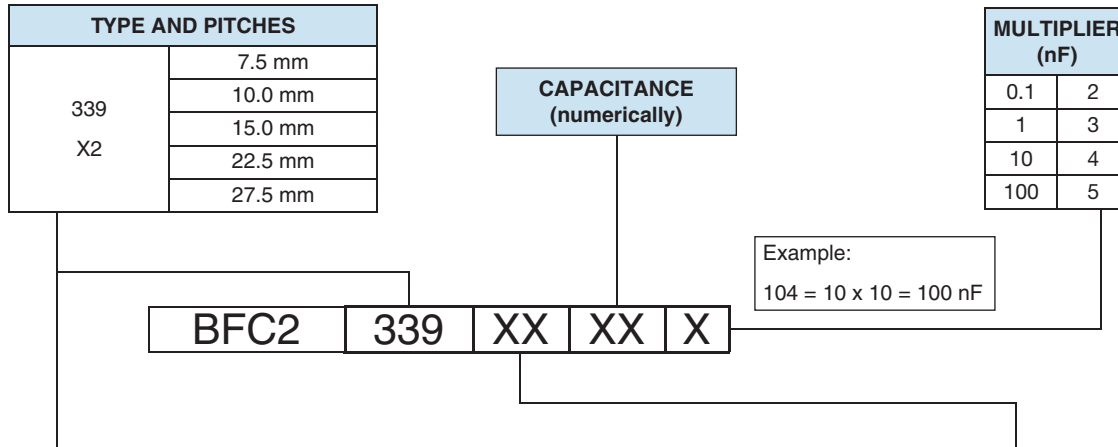 TYPE AND PITCHES
339
X2
7.5 mm
10.0 mm
15.0 mm
22.5 mm
27.5 mm
CAPACITANCE
(numerically)
MULTIPLIER
(nF)
0.1 2
1 3
10 4
100 5
Example:
104 = 10 x 10 = 100 nF
BFC2 339 XX XX X